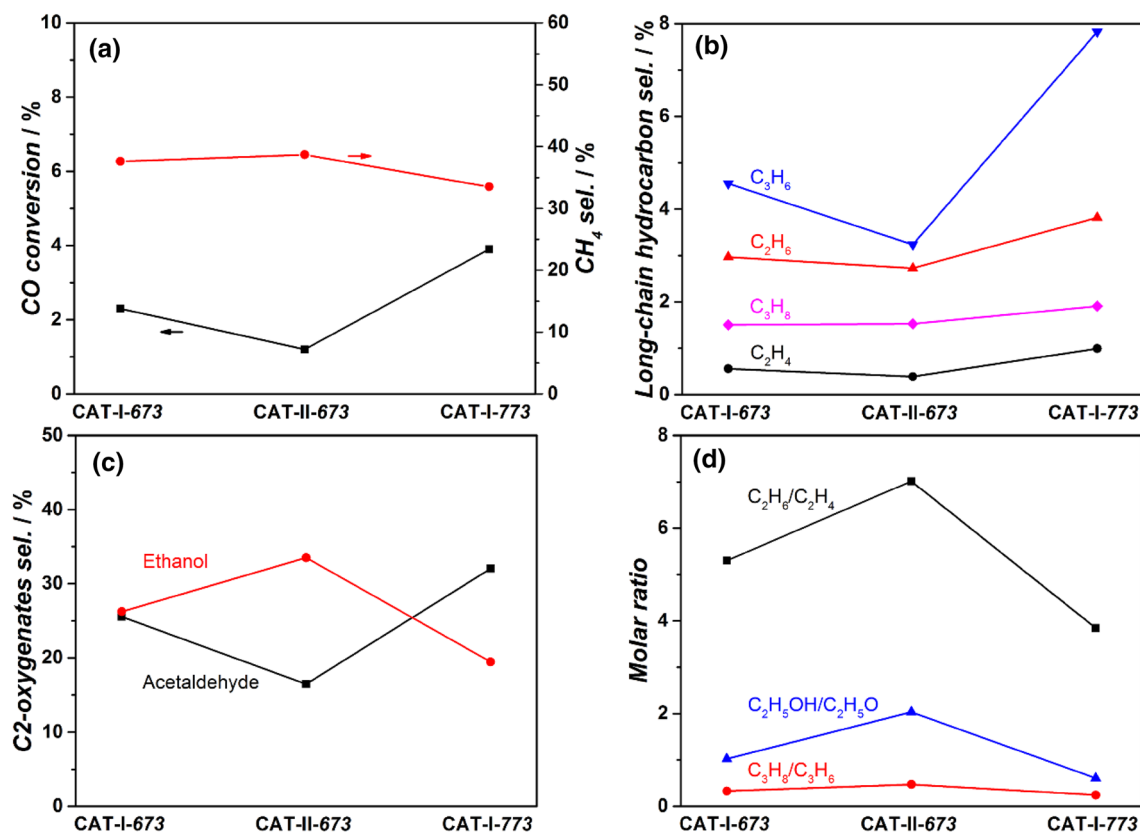 (a)
CO conversion / %
10
8
6
4
2
0
60
50
40
30
20
10
0
CH₄ sel. / %
CAT-I-673 CAT-II-673 CAT-I-773
(b)
Long-chain hydrocarbon sel. / %
8
6
4
2
0
C₃H₆
C₂H₆
C₃H₈
C₂H₄
CAT-I-673 CAT-II-673 CAT-I-773
(c)
C2-oxygenates sel. / %
50
40
30
20
10
0
Ethanol
Acetaldehyde
CAT-I-673 CAT-II-673 CAT-I-773
(d)
Molar ratio
8
6
4
2
0
C₂H₆/C₂H₄
C₂H₅OH/C₂H₅O
C₃H₈/C₃H₆
CAT-I-673 CAT-II-673 CAT-I-773